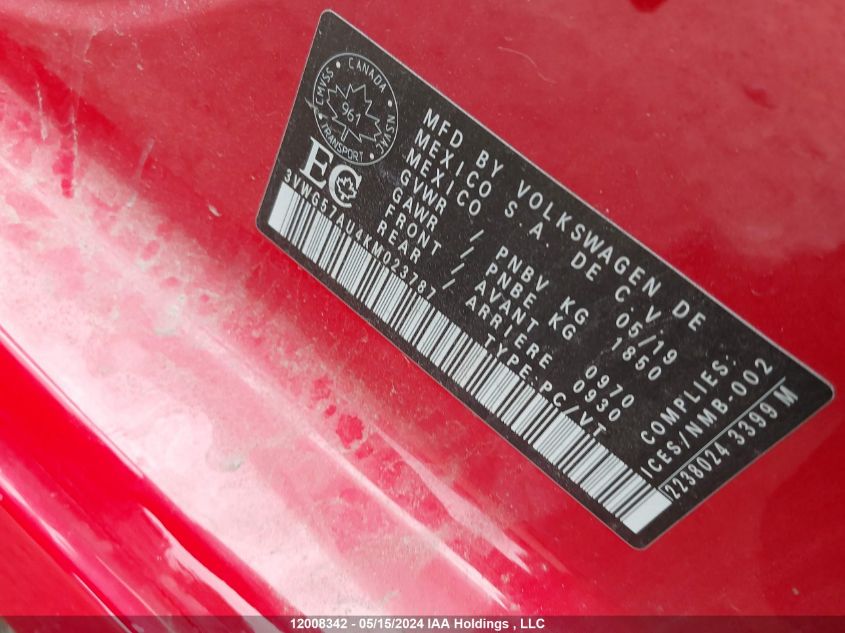 CMVSS • CANADA • NSVAC • TRANSPORT •
961
EC
MFD BY VOLKSWAGEN DE
MEXICO S.A. DE C.V.
MEXICO 05/19
GVWR / PNBV KG 1850
GAWR / PNBE KG
FRONT / AVANT 0970
REAR / ARRIERE 0930
TYPE:PC/VT
3VWG57AU4KM023787
COMPLIES:
ICES/NMB-002
2238024 3399 M
12008342 - 05/15/2024 IAA Holdings , LLC